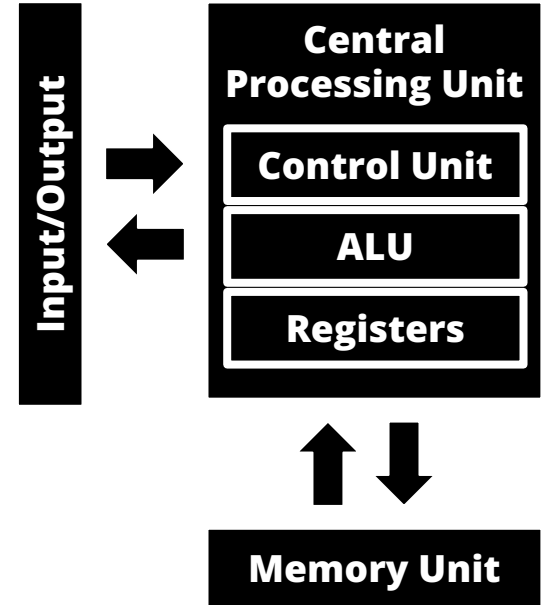 Input/Output
Central
Processing Unit
Control Unit
ALU
Registers
Memory Unit